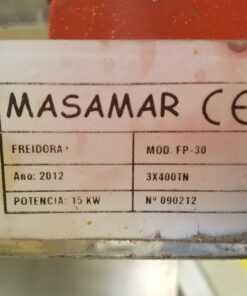 MASAMAR CE
FREIDORA MOD. FP-30
Ano: 2012 3X400TN
POTENCIA: 15 KW Nº 090212